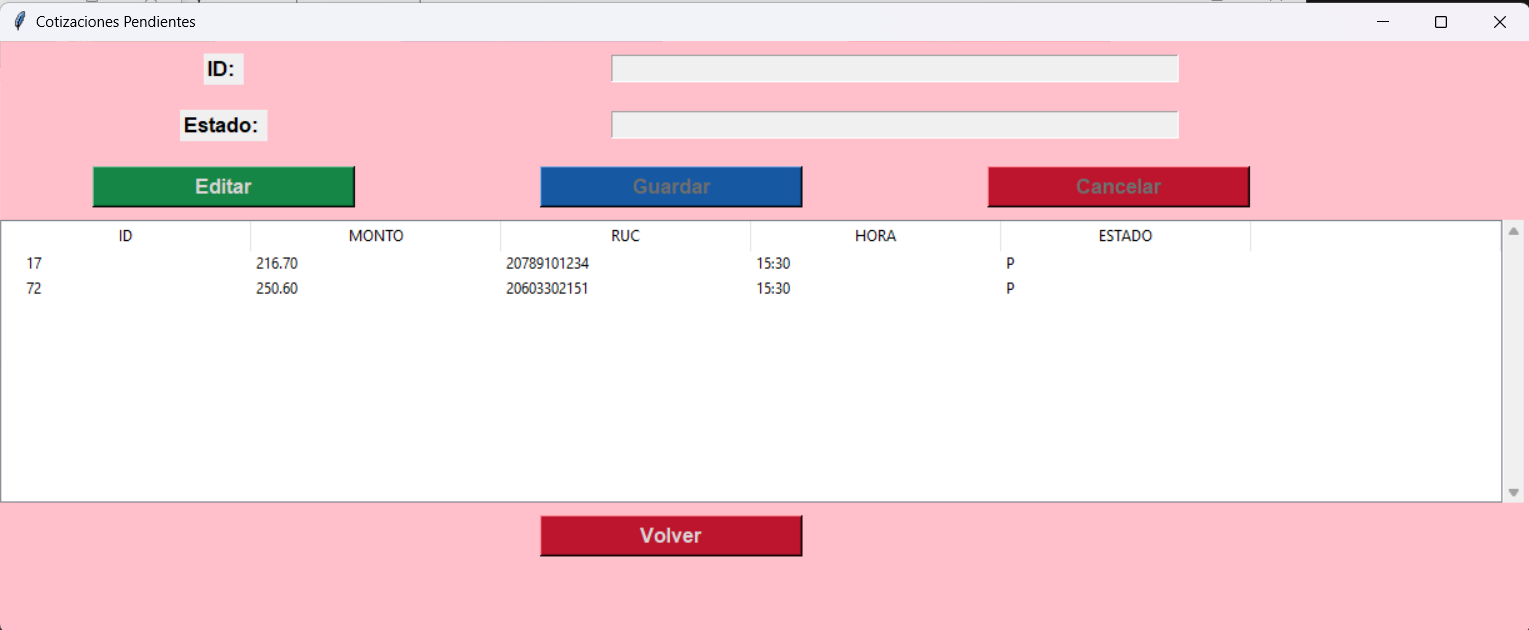 Cotizaciones Pendientes
ID:
Estado:
Editar Guardar Cancelar
ID MONTO RUC HORA ESTADO
17 216.70 20789101234 15:30 P
72 250.60 20603302151 15:30 P
Volver